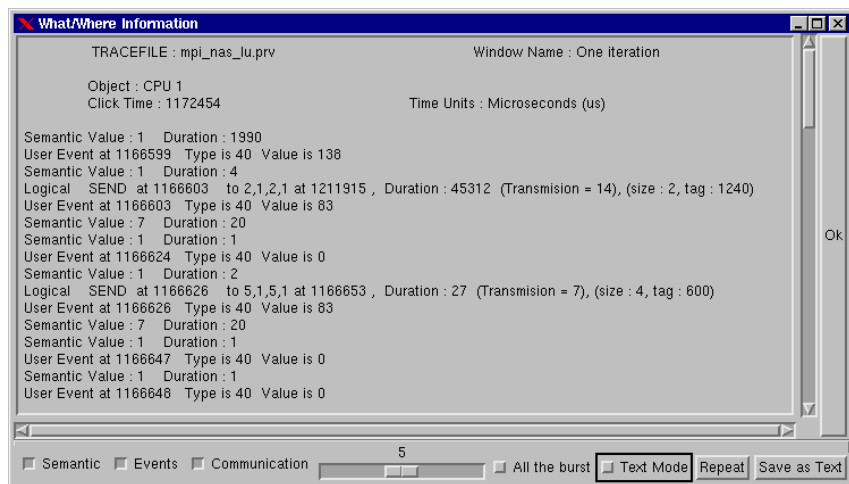 What/Where Information
TRACEFILE : mpi_nas_lu.prv Window Name : One iteration
Object : CPU 1
Click Time : 1172454 Time Units : Microseconds (us)
Semantic Value : 1 Duration : 1990
User Event at 1166599 Type is 40 Value is 138
Semantic Value : 1 Duration : 4
Logical SEND at 1166603 to 2,1,2,1 at 1211915 , Duration : 45312 (Transmision = 14), (size : 2, tag : 1240)
User Event at 1166603 Type is 40 Value is 83
Semantic Value : 7 Duration : 20
Semantic Value : 1 Duration : 1
User Event at 1166624 Type is 40 Value is 0
Semantic Value : 1 Duration : 2
Logical SEND at 1166626 to 5,1,5,1 at 1166653 , Duration : 27 (Transmision = 7), (size : 4, tag : 600)
User Event at 1166626 Type is 40 Value is 83
Semantic Value : 7 Duration : 20
Semantic Value : 1 Duration : 1
User Event at 1166647 Type is 40 Value is 0
Semantic Value : 1 Duration : 1
User Event at 1166648 Type is 40 Value is 0
Ok
5
Semantic Events Communication All the burst Text Mode Repeat Save as Text